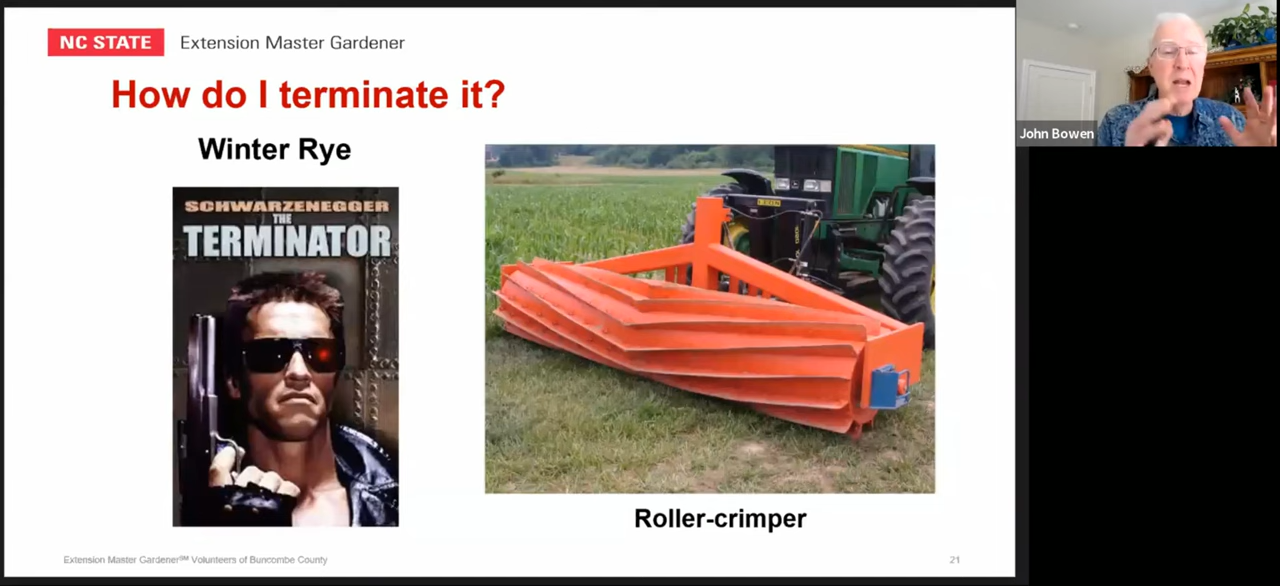 NC STATE Extension Master Gardener
How do I terminate it?
Winter Rye
SCHWARZENEGGER
THE
TERMINATOR
Roller-crimper
Extension Master Gardener℠ Volunteers of Buncombe County
21
John Bowen